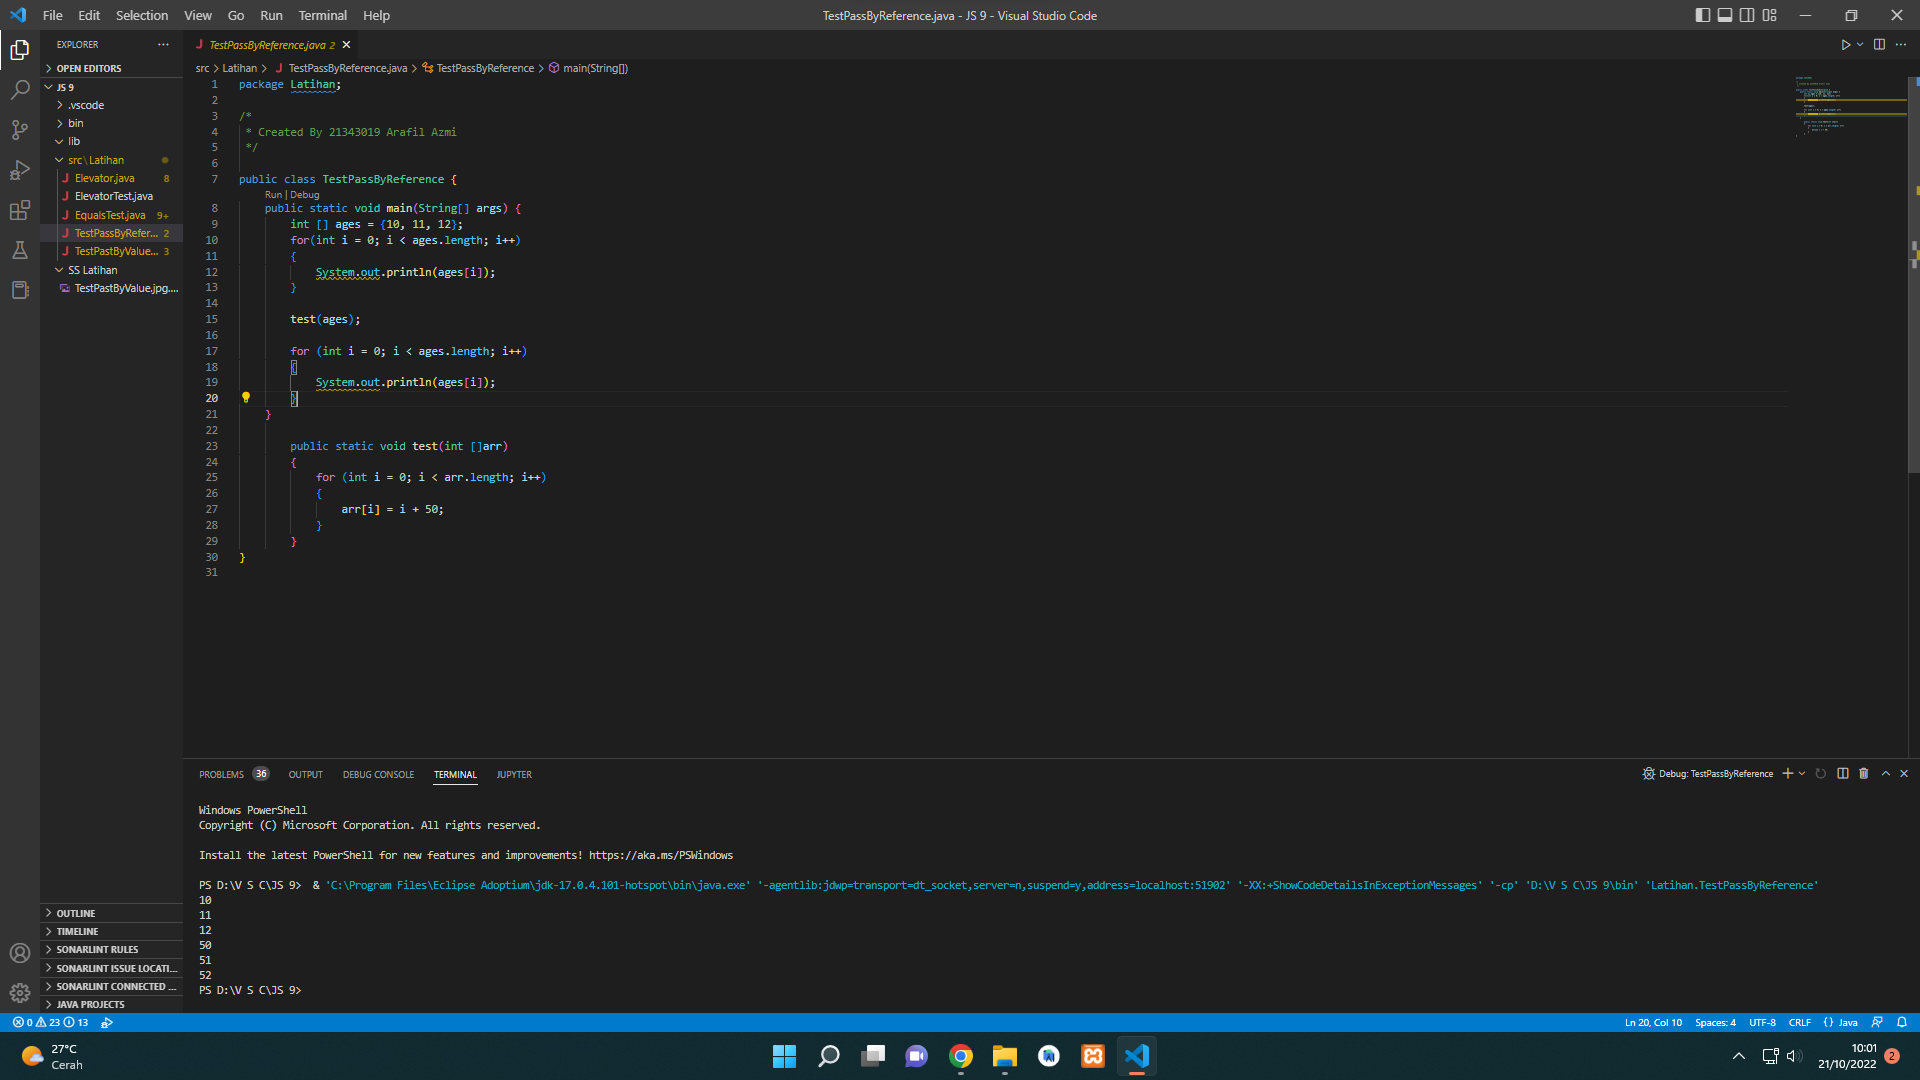 File Edit Selection View Go Run Terminal Help
TestPassByReference.java - JS 9 - Visual Studio Code
EXPLORER
OPEN EDITORS
JS 9
.vscode
bin
lib
src\Latihan
Elevator.java 8
ElevatorTest.java
EqualsTest.java 9+
TestPassByRefer... 2
TestPastByValue... 3
SS Latihan
TestPastByValue.jpg....
OUTLINE
TIMELINE
SONARLINT RULES
SONARLINT ISSUE LOCATI...
SONARLINT CONNECTED ...
JAVA PROJECTS
TestPassByReference.java 2
src > Latihan > TestPassByReference.java > TestPassByReference > main(String[])
1 package Latihan;
2
3 /*
4 * Created By 21343019 Arafil Azmi
5 */
6
7 public class TestPassByReference {
Run | Debug
8 public static void main(String[] args) {
9 int [] ages = {10, 11, 12};
10 for(int i = 0; i < ages.length; i++)
11 {
12 System.out.println(ages[i]);
13 }
14
15 test(ages);
16
17 for (int i = 0; i < ages.length; i++)
18 {
19 System.out.println(ages[i]);
20 }
21 }
22
23 public static void test(int []arr)
24 {
25 for (int i = 0; i < arr.length; i++)
26 {
27 arr[i] = i + 50;
28 }
29 }
30 }
31
PROBLEMS 36 OUTPUT DEBUG CONSOLE TERMINAL JUPYTER
Debug: TestPassByReference
Windows PowerShell
Copyright (C) Microsoft Corporation. All rights reserved.
Install the latest PowerShell for new features and improvements! https://aka.ms/PSWindows
PS D:\V S C\JS 9> & 'C:\Program Files\Eclipse Adoptium\jdk-17.0.4.101-hotspot\bin\java.exe' '-agentlib:jdwp=transport=dt_socket,server=n,suspend=y,address=localhost:51902' '-XX:+ShowCodeDetailsInExceptionMessages' '-cp' 'D:\V S C\JS 9\bin' 'Latihan.TestPassByReference'
10
11
12
50
51
52
PS D:\V S C\JS 9>
0 23 13
Ln 20, Col 10 Spaces: 4 UTF-8 CRLF {} Java
27°C
Cerah
10:01
21/10/2022
2